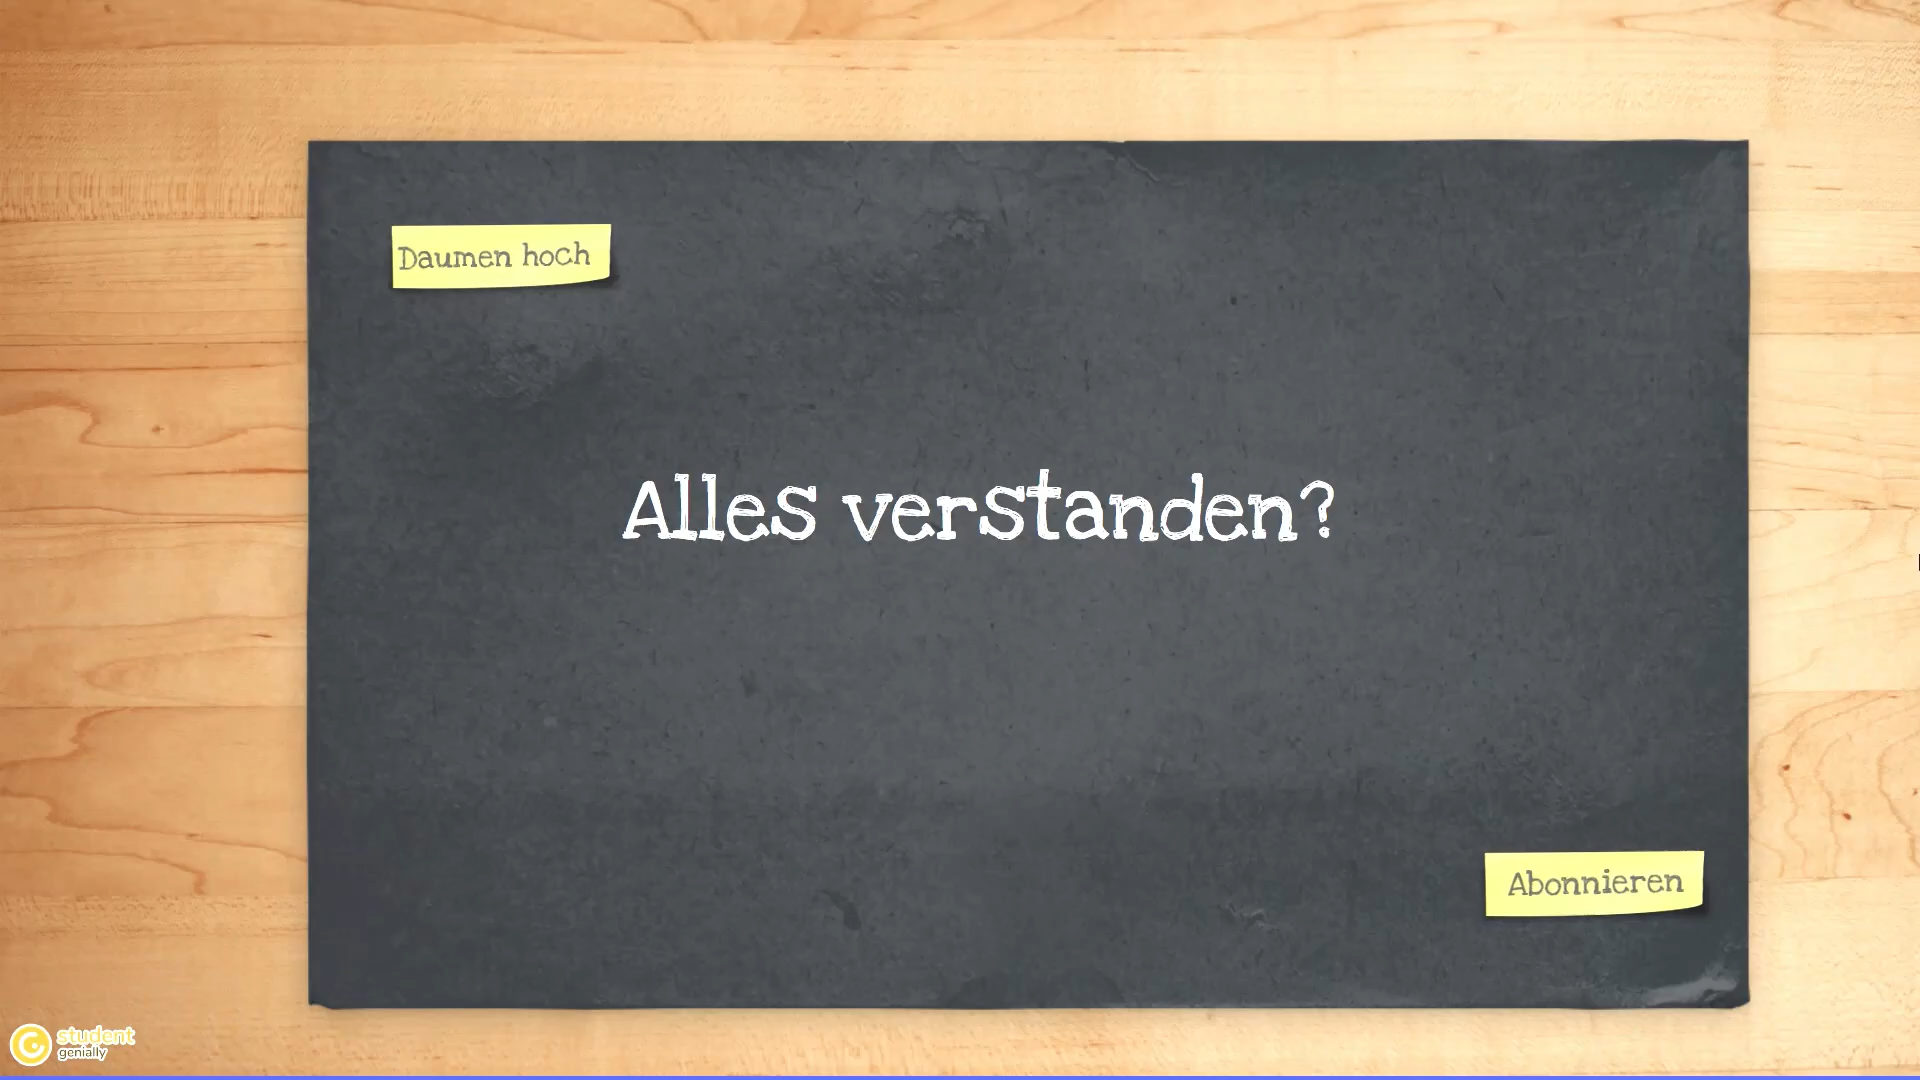 Daumen hoch
Alles verstanden?
Abonnieren
student
genially